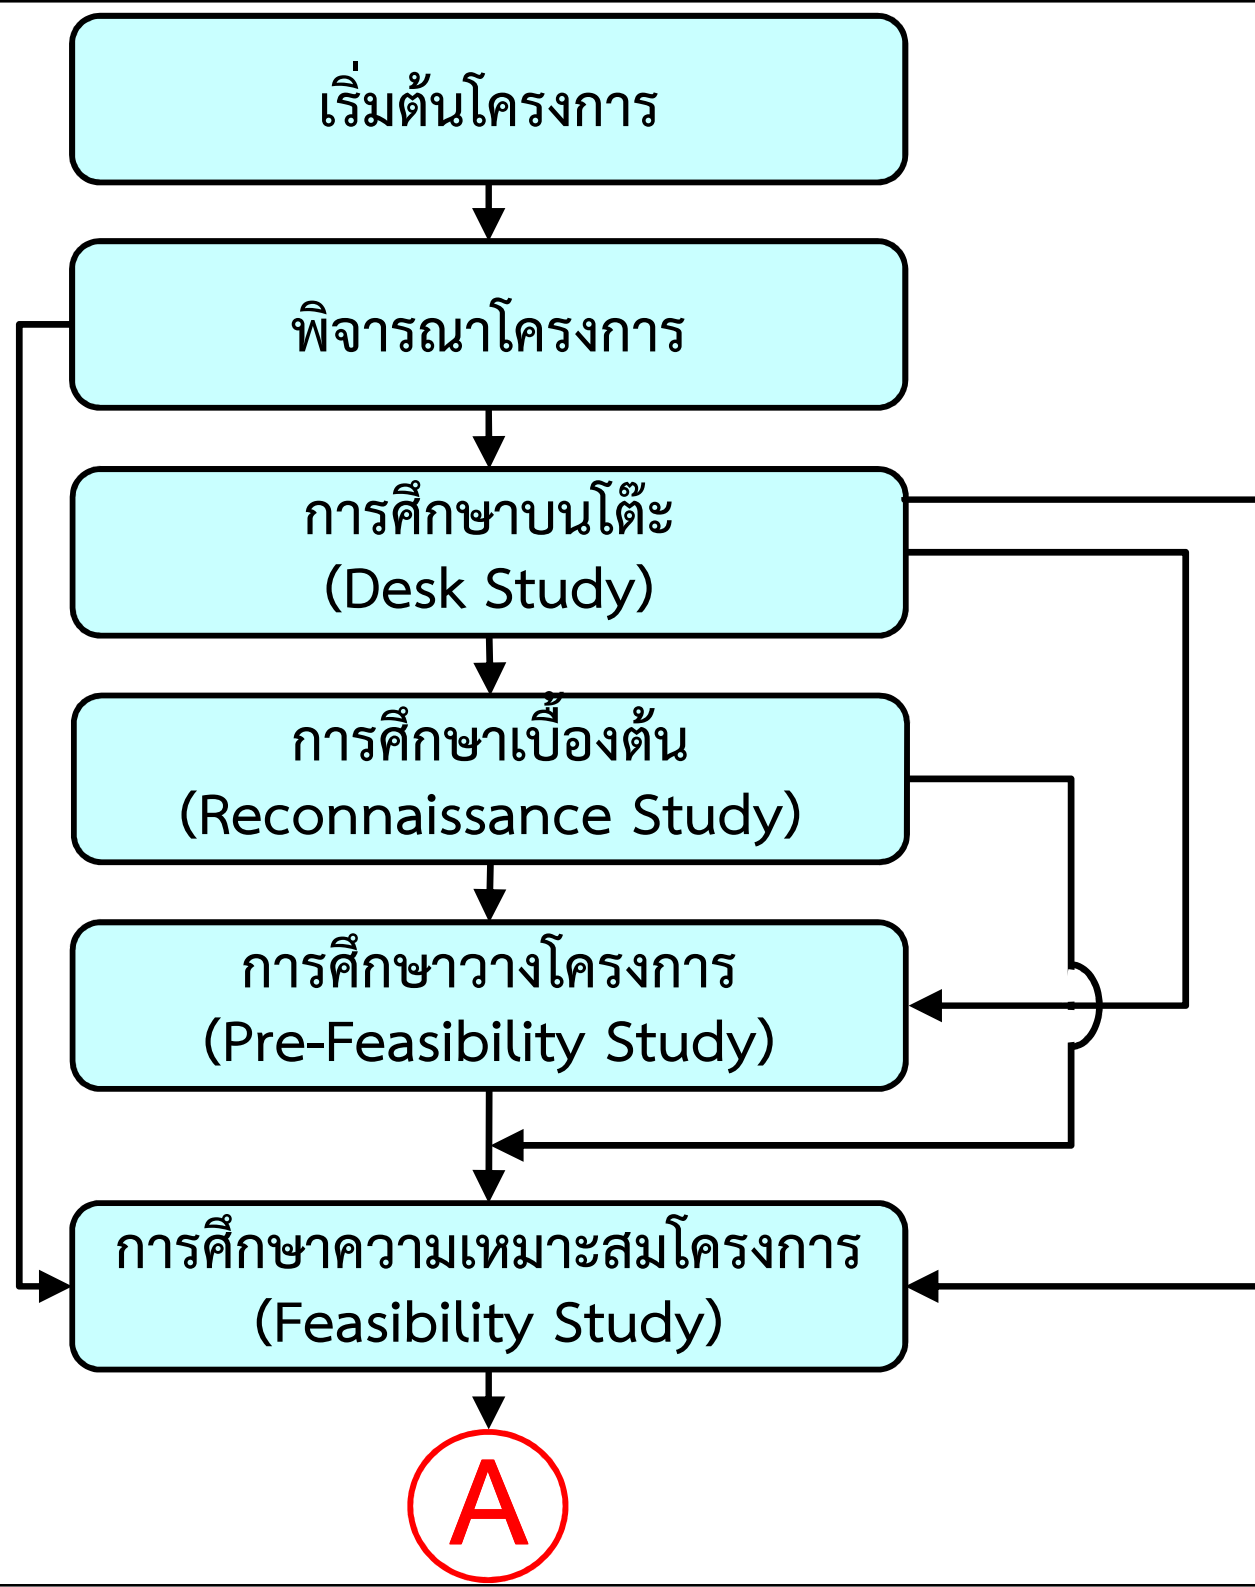 เริ่มต้นโครงการ
พิจารณาโครงการ
การศึกษาบนโต๊ะ
(Desk Study)
การศึกษาเบื้องต้น
(Reconnaissance Study)
การศึกษาวางโครงการ
(Pre-Feasibility Study)
การศึกษาความเหมาะสมโครงการ
(Feasibility Study)
A